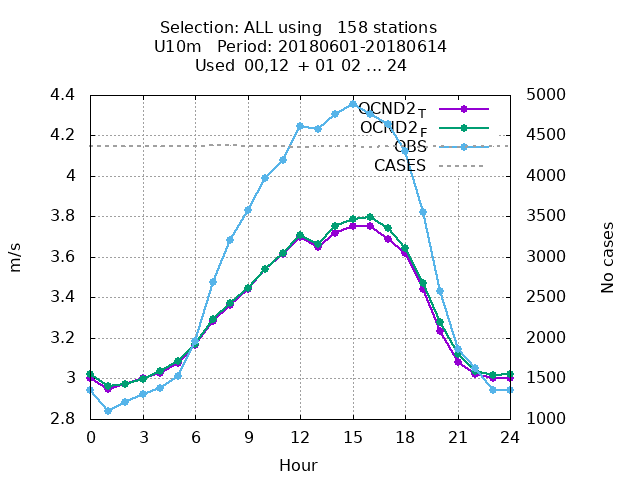 Selection: ALL using   158 stations
U10m   Period: 20180601-20180614
Used  00,12  + 01 02 ... 24
4.4
4.2
4
3.8
3.6
3.4
3.2
3
2.8
5000
4500
4000
3500
3000
2500
2000
1500
1000
m/s
No cases
OCND2T
OCND2F
OBS
CASES
0 3 6 9 12 15 18 21 24
Hour